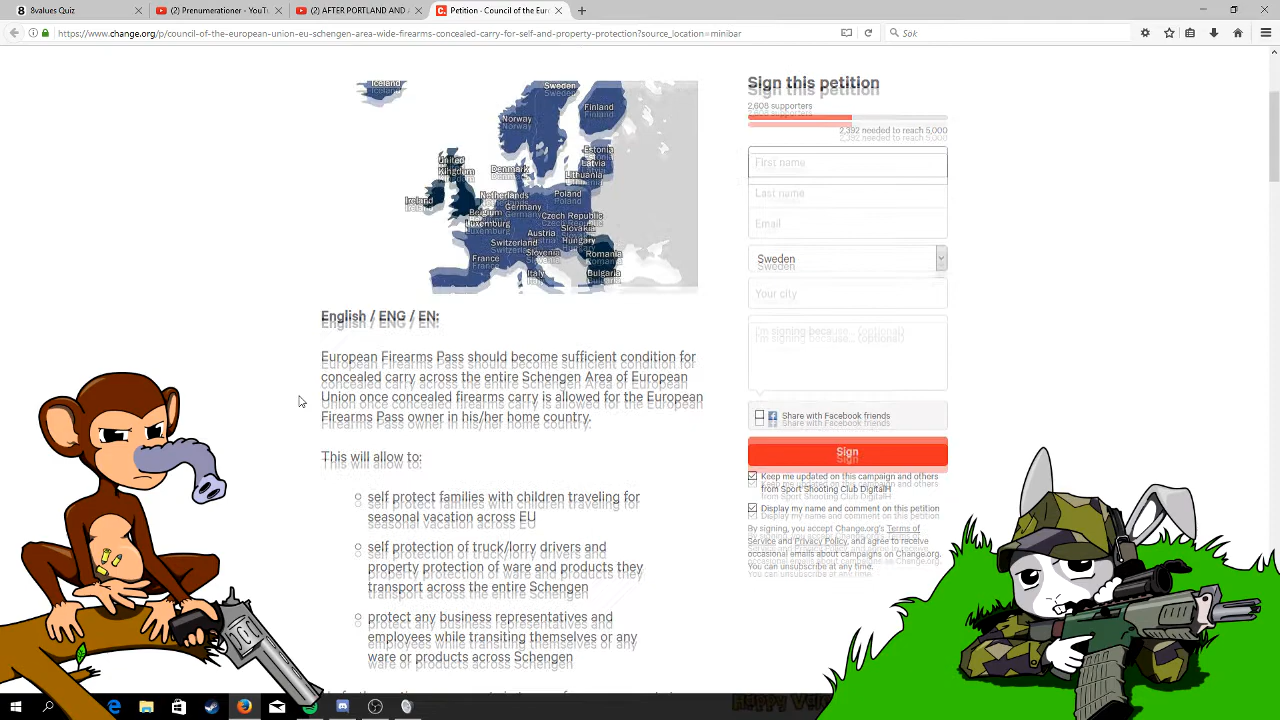 8values Quiz
(2) Prenumerationer - YouT
(2) AFTER PORTLAND AND
Petition · Council of the Eur
https://www.change.org/p/council-of-the-european-union-eu-schengen-area-wide-firearms-concealed-carry-for-self-and-property-protection?source_location=minibar
Sök
Iceland
Sweden
Finland
Norway
Estonia
Latvia
United Kingdom
Denmark
Lithuania
Ireland
Netherlands
Poland
Germany
Belgium
Czech Republic
Luxemburg
Slovakia
Austria
Hungary
Switzerland
Slovenia
Romania
France
Italy
Bulgaria
English / ENG / EN:
European Firearms Pass should become sufficient condition for
concealed carry across the entire Schengen Area of European
Union once concealed firearms carry is allowed for the European
Firearms Pass owner in his/her home country.
This will allow to:
self protect families with children traveling for
seasonal vacation across EU
self protection of truck/lorry drivers and
property protection of ware and products they
transport across the entire Schengen
protect any business representatives and
employees while transiting themselves or any
ware or products across Schengen
Sign this petition
2,608 supporters
2,392 needed to reach 5,000
First name
Last name
Email
Sweden
Your city
I'm signing because... (optional)
Share with Facebook friends
Sign
Keep me updated on this campaign and others
from Sport Shooting Club DigitalH
Display my name and comment on this petition
By signing, you accept Change.org's Terms of
Service and Privacy Policy, and agree to receive
occasional emails about campaigns on Change.org.
You can unsubscribe at any time.